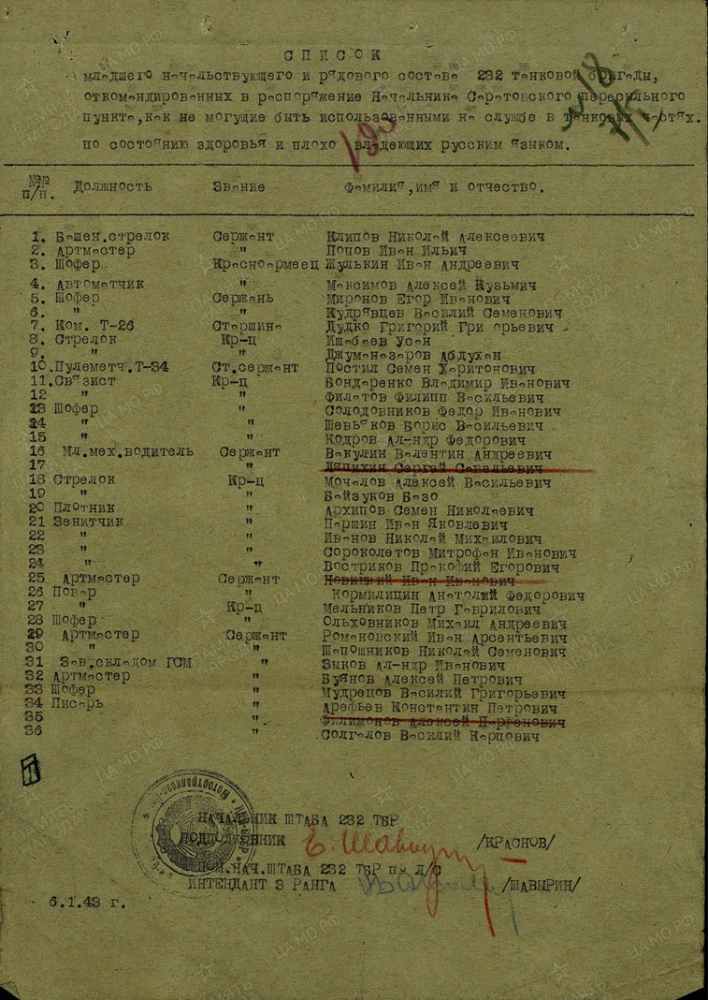 СПИСОК
младшего начальствующего и рядового состава 232 танковой бригады,
откомандированных в распоряжение Начальника Саратовского пересыльного
пункта, как не могущие быть использованными на службе в танковых частях.
по состоянию здоровья и плохо владеющих русским языком.
№№ п/п. Должность Звание Фамилия, имя и отчество.
1. Башен.стрелок Сержант Клипов Николай Алексеевич
2. Артмастер " Попов Иван Ильич
3. Шофер Красноармеец Жулькин Иван Андреевич
4. Автоматчик " Максимов Алексей Кузьмич
5. Шофер Сержань Миронов Егор Иванович
6. " " Кудрявцев Василий Семенович
7. Ком. Т-26 Старшина Дудко Григорий Гри орьевич
8. Стрелок Кр-ц Ишабаев Усан
9. " " Джуманазаров Абдухан
10. Пулеметч.Т-34 Ст.сержант Постил Семен Харитонович
11. Связист Кр-ц Бондаренко Владимир Иванович
12 " " Филатов Филипп Васильевич
13 Шофер " Солодовников Федор Иванович
14 " " Шевьяков Борис Васильевич
15 " " Кадров Ал-ндр Федорович
16 Мл.мех.водитель Сержант Вакулин Валентин Андреевич
17 " Ляпихин Сергей Савельевич
18 Стрелок Кр-ц Мочалов Алексей Васильевич
19 " " Байзуков Базо
20 Плотник " Архипов Семен Николаевич
21 Зенитчик " Паршин Иван Яковлевич
22 " " Иванов Николай Михаилович
23 " " Сороколетов Митрофан Иванович
24 " " Востриков Прокофий Егорович
25 Артмастер Сержант Новицкий Иван Иванович
26 Повар " Кормилицин Анатолий Федорович
27 " Кр-ц Мельников Петр Гаврилович
28 Шофер " Ольховников Михаил Андреевич
29 Артмастер Сержант Романовский Иван Арсентьевич
30 " " Шапошников Николай Семенович
31 Зав.складом ГСМ " Зыков Ал-ндр Иванович
32 Артмастер " Буянов Алексей Петрович
33 Шофер " Мудрецов Василий Григорьевич
34 Писарь " Арефьев Константин Петрович
35 " Филимонов Алексей Парфенович
36 " Солгалов Василий Карпович
НАЧАЛЬНИК ШТАБА 232 ТБР
ПОДПОЛКОВНИК /КРАСНОВ/
ПОМ.НАЧ.ШТАБА 232 ТБР по Л/С
ИНТЕНДАНТ 3 РАНГА /ШАВЫРИН/
6.1.43 г.